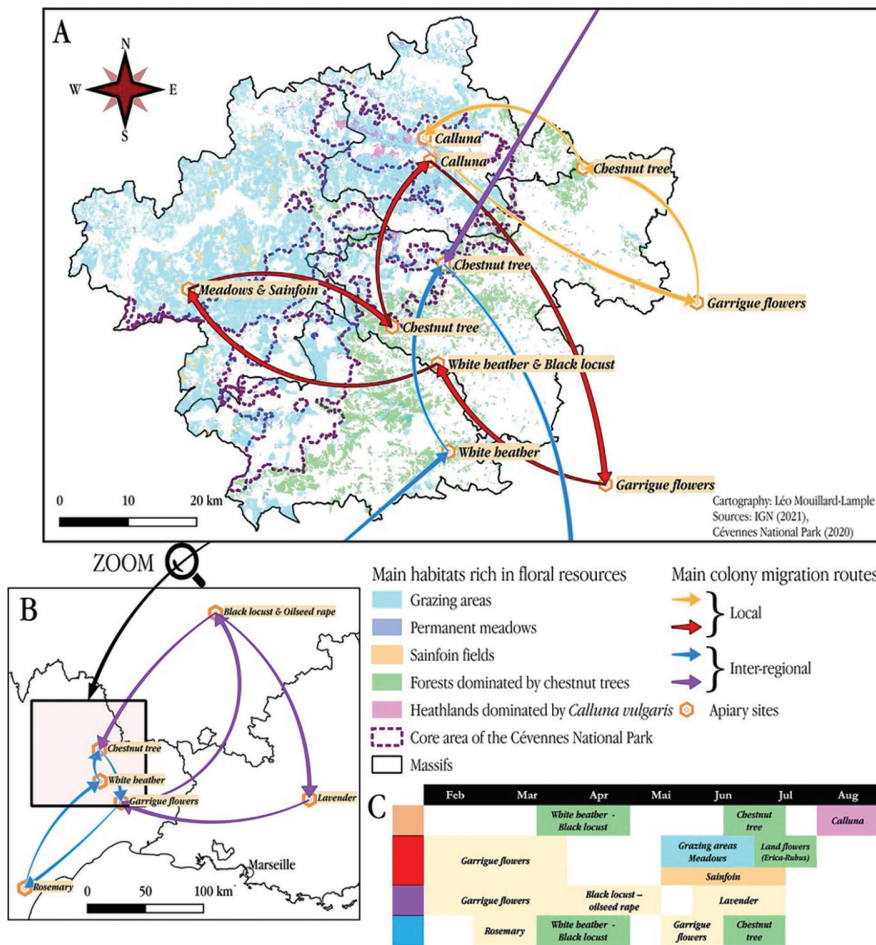 A
N
W E
S
Calluna
Calluna
Chestnut tree
Chestnut tree
Meadows & Sainfoin
Garrigue flowers
Chestnut tree
White heather & Black locust
White heather
Garrigue flowers
0 10 20 km
Cartography: Léo Mouillard-Lample
Sources: IGN (2021),
Cévennes National Park (2020)
ZOOM
B
Black locust & Oilseed rape
Chestnut tree
White heather
Garrigue flowers
Lavender
Marseille
Rosemary
0 50 100 km
Main habitats rich in floral resources
Grazing areas
Permanent meadows
Sainfoin fields
Forests dominated by chestnut trees
Heathlands dominated by Calluna vulgaris
Core area of the Cévennes National Park
Massifs
Main colony migration routes
Local
Inter-regional
Apiary sites
C
Feb Mar Apr Mai Jun Jul Aug
White heather -
Black locust
Chestnut
tree
Calluna
Garrigue flowers
Grazing areas
Meadows
Land flowers
(Erica-Rubus)
Sainfoin
Garrigue flowers
Black locust –
oilseed rape
Lavender
Rosemary
White heather -
Black locust
Garrigue
flowers
Chestnut
tree